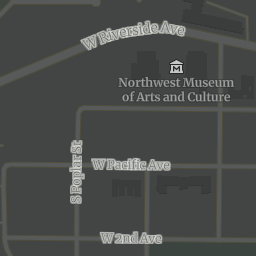 W Riverside Ave
Northwest Museum
of Arts and Culture
W Pacific Ave
S Poplar St
W 2nd Ave